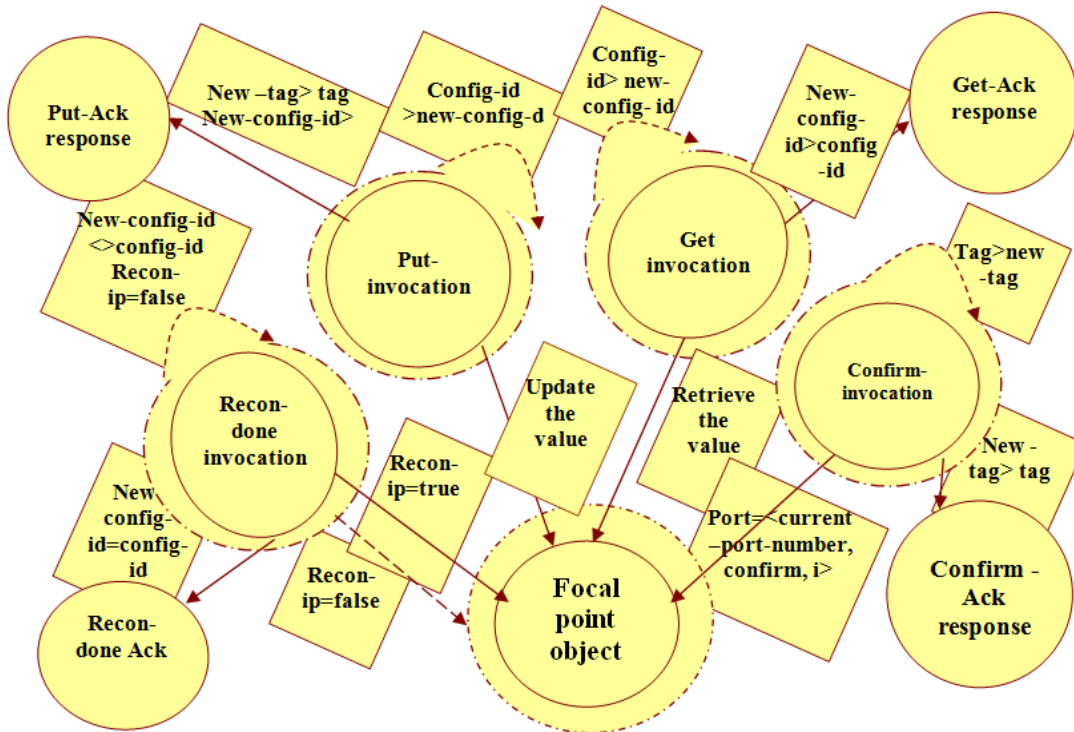 Put-Ack
response
New –tag> tag
New-config-id>
Config-id
>new-config-d
Config-
id> new-
config- id
New-
config-
id>config
-id
Get-Ack
response
New-config-id
<>config-id
Recon-
ip=false
Put-
invocation
Get
invocation
Tag>new
-tag
Recon-
done
invocation
Update
the
value
Retrieve
the
value
Confirm-
invocation
Recon-
ip=true
New -
tag> tag
New-
config-
id=config-
id
Recon-
ip=false
Port=<current
–port-number,
confirm, i>
Recon-
done Ack
Focal
point
object
Confirm -
Ack
response